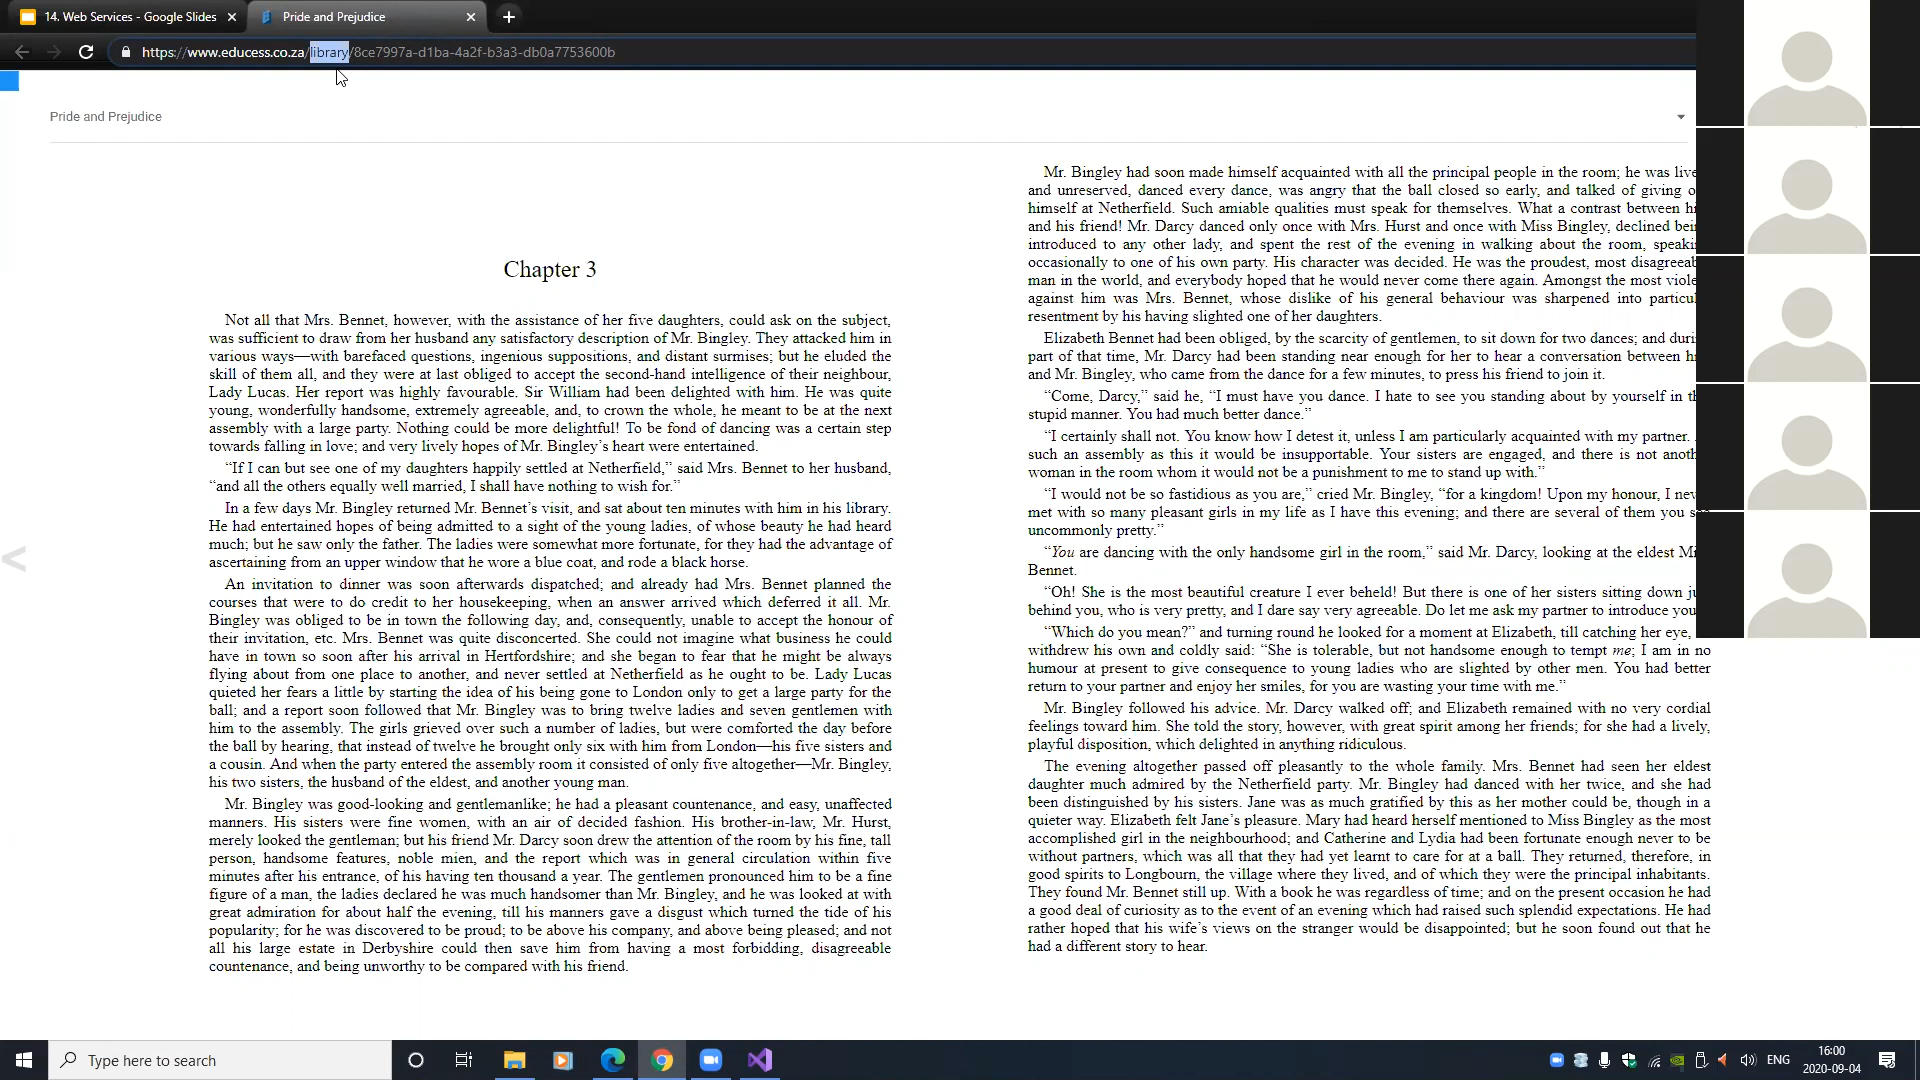 14. Web Services - Google Slides
Pride and Prejudice
https://www.educess.co.za/library/8ce7997a-d1ba-4a2f-b3a3-db0a7753600b
Pride and Prejudice
Chapter 3
Not all that Mrs. Bennet, however, with the assistance of her five daughters, could ask on the subject,
was sufficient to draw from her husband any satisfactory description of Mr. Bingley. They attacked him in
various ways—with barefaced questions, ingenious suppositions, and distant surmises; but he eluded the
skill of them all, and they were at last obliged to accept the second-hand intelligence of their neighbour,
Lady Lucas. Her report was highly favourable. Sir William had been delighted with him. He was quite
young, wonderfully handsome, extremely agreeable, and, to crown the whole, he meant to be at the next
assembly with a large party. Nothing could be more delightful! To be fond of dancing was a certain step
towards falling in love; and very lively hopes of Mr. Bingley’s heart were entertained.
“If I can but see one of my daughters happily settled at Netherfield,” said Mrs. Bennet to her husband,
“and all the others equally well married, I shall have nothing to wish for.”
In a few days Mr. Bingley returned Mr. Bennet’s visit, and sat about ten minutes with him in his library.
He had entertained hopes of being admitted to a sight of the young ladies, of whose beauty he had heard
much; but he saw only the father. The ladies were somewhat more fortunate, for they had the advantage of
ascertaining from an upper window that he wore a blue coat, and rode a black horse.
An invitation to dinner was soon afterwards dispatched; and already had Mrs. Bennet planned the
courses that were to do credit to her housekeeping, when an answer arrived which deferred it all. Mr.
Bingley was obliged to be in town the following day, and, consequently, unable to accept the honour of
their invitation, etc. Mrs. Bennet was quite disconcerted. She could not imagine what business he could
have in town so soon after his arrival in Hertfordshire; and she began to fear that he might be always
flying about from one place to another, and never settled at Netherfield as he ought to be. Lady Lucas
quieted her fears a little by starting the idea of his being gone to London only to get a large party for the
ball; and a report soon followed that Mr. Bingley was to bring twelve ladies and seven gentlemen with
him to the assembly. The girls grieved over such a number of ladies, but were comforted the day before
the ball by hearing, that instead of twelve he brought only six with him from London—his five sisters and
a cousin. And when the party entered the assembly room it consisted of only five altogether—Mr. Bingley,
his two sisters, the husband of the eldest, and another young man.
Mr. Bingley was good-looking and gentlemanlike; he had a pleasant countenance, and easy, unaffected
manners. His sisters were fine women, with an air of decided fashion. His brother-in-law, Mr. Hurst,
merely looked the gentleman; but his friend Mr. Darcy soon drew the attention of the room by his fine, tall
person, handsome features, noble mien, and the report which was in general circulation within five
minutes after his entrance, of his having ten thousand a year. The gentlemen pronounced him to be a fine
figure of a man, the ladies declared he was much handsomer than Mr. Bingley, and he was looked at with
great admiration for about half the evening, till his manners gave a disgust which turned the tide of his
popularity; for he was discovered to be proud; to be above his company, and above being pleased; and not
all his large estate in Derbyshire could then save him from having a most forbidding, disagreeable
countenance, and being unworthy to be compared with his friend.
Mr. Bingley had soon made himself acquainted with all the principal people in the room; he was
and unreserved, danced every dance, was angry that the ball closed so early, and talked of giving
himself at Netherfield. Such amiable qualities must speak for themselves. What a contrast between
and his friend! Mr. Darcy danced only once with Mrs. Hurst and once with Miss Bingley, declined
introduced to any other lady, and spent the rest of the evening in walking about the room,
occasionally to one of his own party. His character was decided. He was the proudest, most
man in the world, and everybody hoped that he would never come there again. Amongst the most
against him was Mrs. Bennet, whose dislike of his general behaviour was sharpened into
resentment by his having slighted one of her daughters.
Elizabeth Bennet had been obliged, by the scarcity of gentlemen, to sit down for two dances; and
part of that time, Mr. Darcy had been standing near enough for her to hear a conversation between
and Mr. Bingley, who came from the dance for a few minutes, to press his friend to join it.
“Come, Darcy,” said he, “I must have you dance. I hate to see you standing about by yourself in
stupid manner. You had much better dance.”
“I certainly shall not. You know how I detest it, unless I am particularly acquainted with my partner.
such an assembly as this it would be insupportable. Your sisters are engaged, and there is not
woman in the room whom it would not be a punishment to me to stand up with.”
“I would not be so fastidious as you are,” cried Mr. Bingley, “for a kingdom! Upon my honour, I
met with so many pleasant girls in my life as I have this evening; and there are several of them you
uncommonly pretty.”
“You are dancing with the only handsome girl in the room,” said Mr. Darcy, looking at the eldest
Bennet.
“Oh! She is the most beautiful creature I ever beheld! But there is one of her sisters sitting down
behind you, who is very pretty, and I dare say very agreeable. Do let me ask my partner to introduce you
“Which do you mean?” and turning round he looked for a moment at Elizabeth, till catching her eye,
withdrew his own and coldly said: “She is tolerable, but not handsome enough to tempt me; I am in no
humour at present to give consequence to young ladies who are slighted by other men. You had better
return to your partner and enjoy her smiles, for you are wasting your time with me.”
Mr. Bingley followed his advice. Mr. Darcy walked off; and Elizabeth remained with no very cordial
feelings toward him. She told the story, however, with great spirit among her friends; for she had a lively,
playful disposition, which delighted in anything ridiculous.
The evening altogether passed off pleasantly to the whole family. Mrs. Bennet had seen her eldest
daughter much admired by the Netherfield party. Mr. Bingley had danced with her twice, and she had
been distinguished by his sisters. Jane was as much gratified by this as her mother could be, though in a
quieter way. Elizabeth felt Jane’s pleasure. Mary had heard herself mentioned to Miss Bingley as the most
accomplished girl in the neighbourhood; and Catherine and Lydia had been fortunate enough never to be
without partners, which was all that they had yet learnt to care for at a ball. They returned, therefore, in
good spirits to Longbourn, the village where they lived, and of which they were the principal inhabitants.
They found Mr. Bennet still up. With a book he was regardless of time; and on the present occasion he had
a good deal of curiosity as to the event of an evening which had raised such splendid expectations. He had
rather hoped that his wife’s views on the stranger would be disappointed; but he soon found out that he
had a different story to hear.
Type here to search
ENG
16:00
2020-09-04